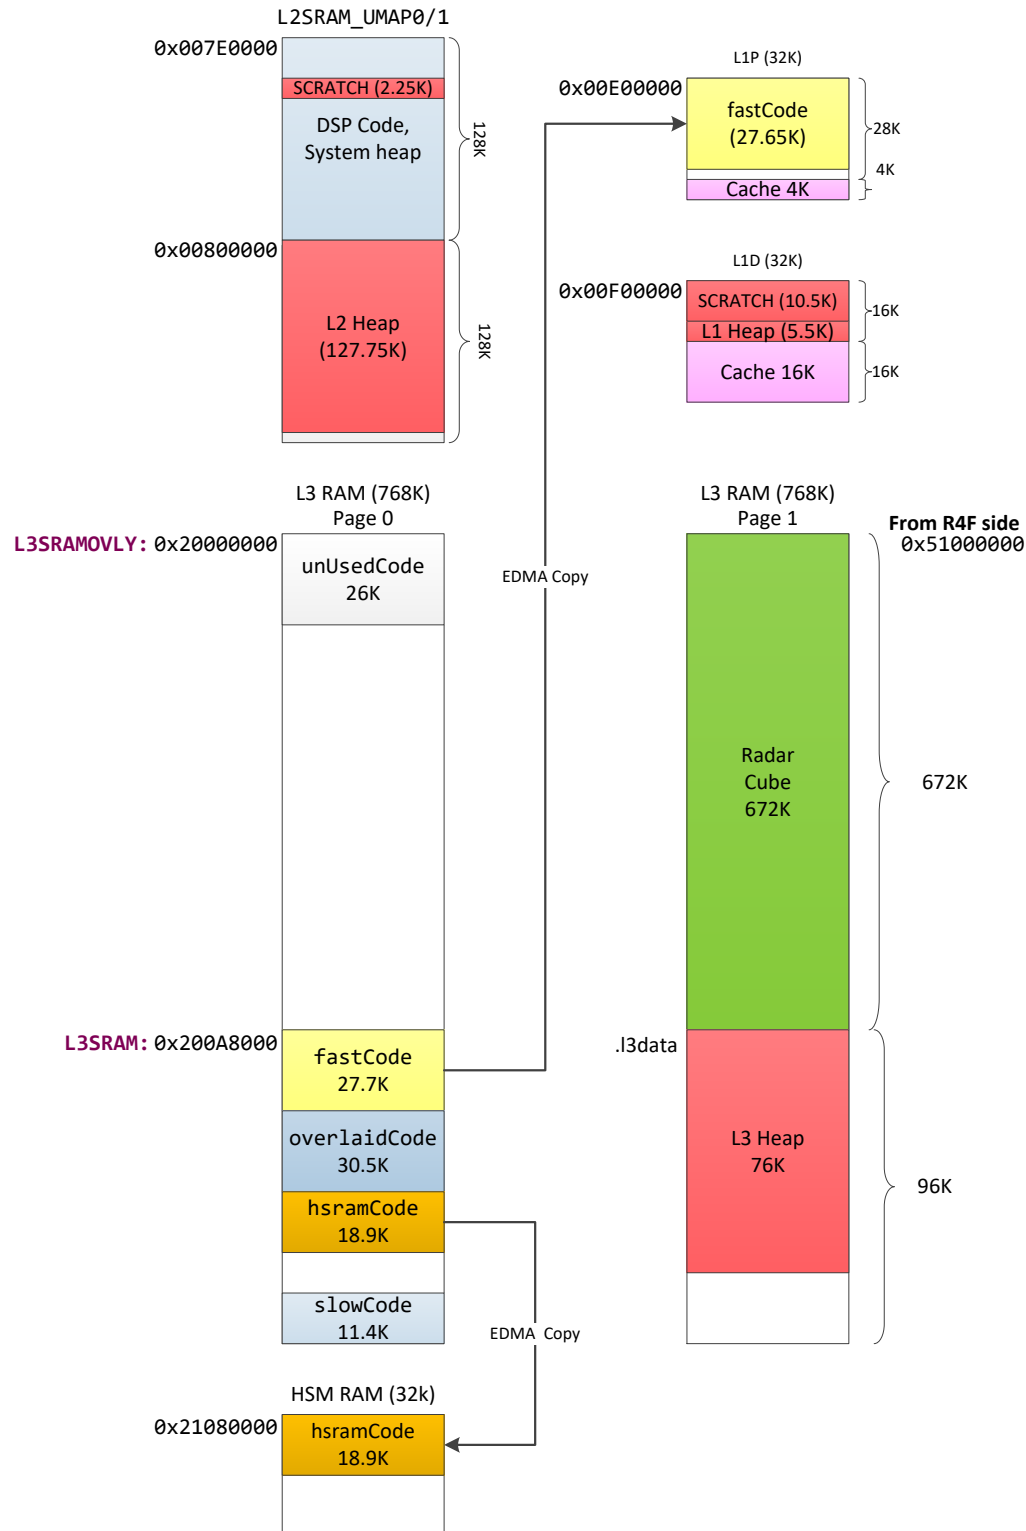 L2SRAM_UMAP0/1
0x007E0000
SCRATCH (2.25K)
DSP Code,
System heap
128K
0x00800000
L2 Heap
(127.75K)
128K
L1P (32K)
0x00E00000
fastCode
(27.65K)
28K
4K
Cache 4K
L1D (32K)
0x00F00000
SCRATCH (10.5K)
16K
L1 Heap (5.5K)
Cache 16K
16K
L3 RAM (768K)
Page 0
L3SRAMOVLY: 0x20000000
unUsedCode
26K
EDMA Copy
L3SRAM: 0x200A8000
fastCode
27.7K
overlaidCode
30.5K
hsramCode
18.9K
slowCode
11.4K
EDMA Copy
L3 RAM (768K)
Page 1
From R4F side
0x51000000
Radar
Cube
672K
672K
.l3data
L3 Heap
76K
96K
HSM RAM (32k)
0x21080000
hsramCode
18.9K